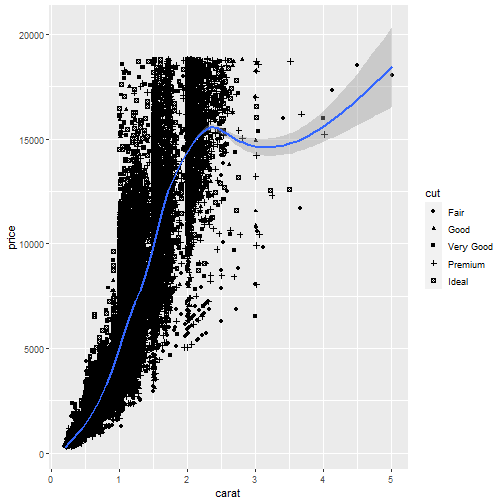 20000
15000
10000
5000
0
price
0 1 2 3 4 5
carat
cut
Fair
Good
Very Good
Premium
Ideal